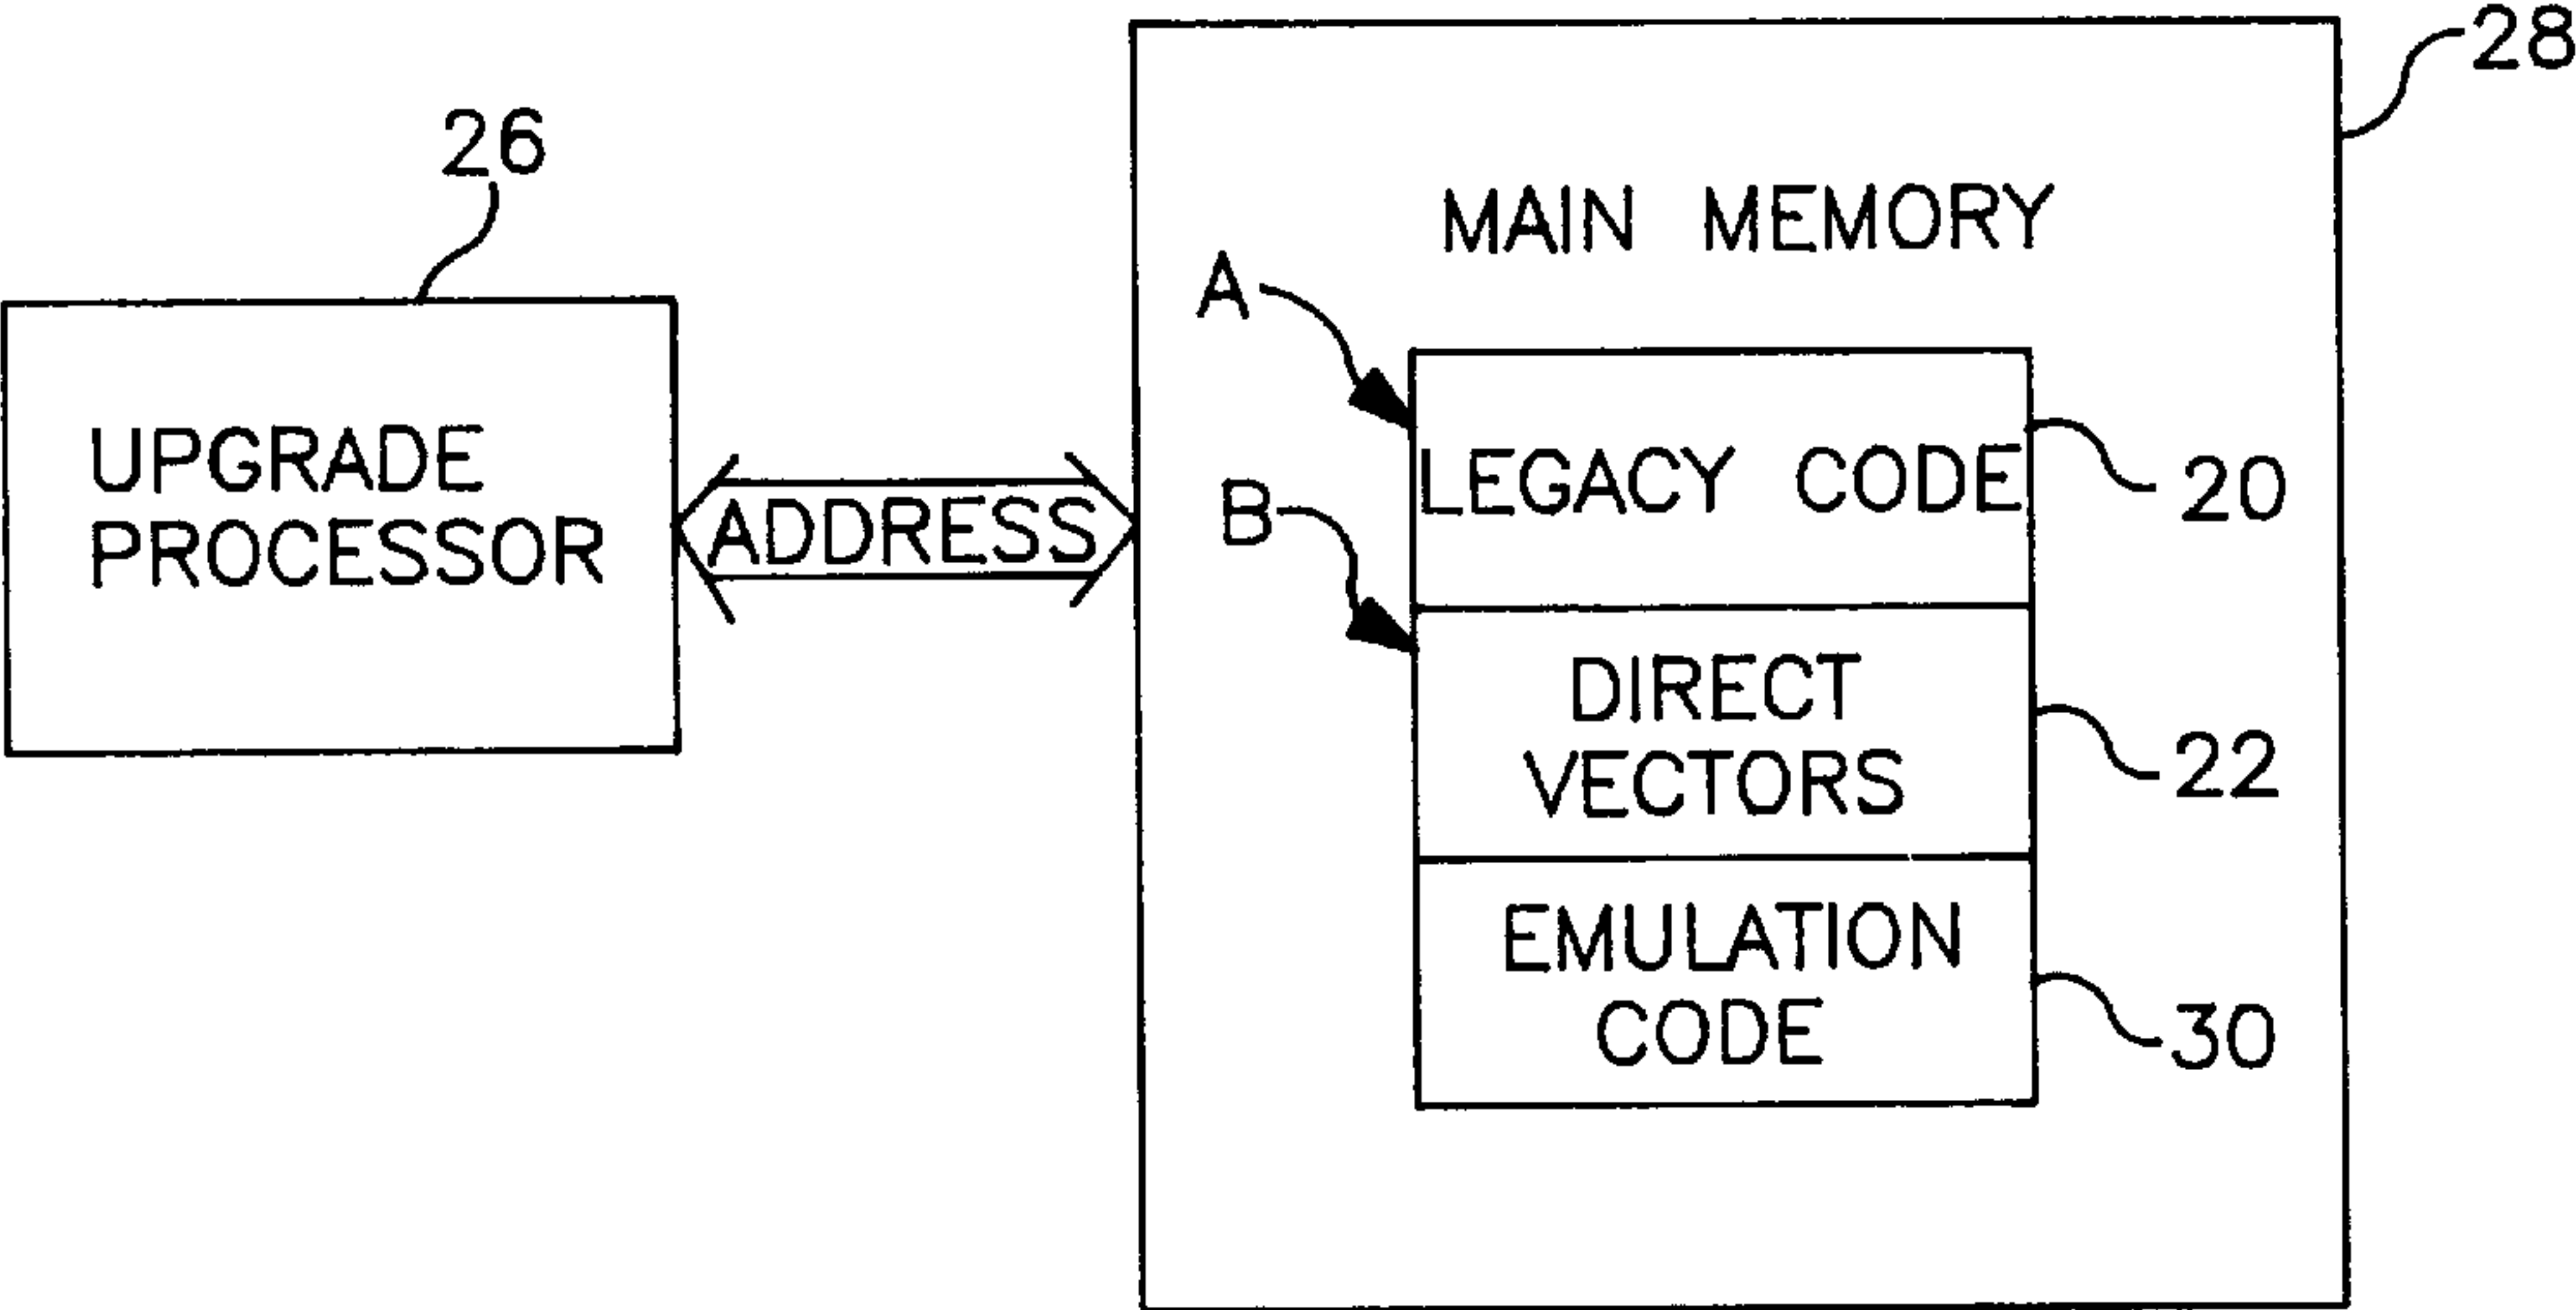 28
26
MAIN MEMORY
A
UPGRADE
PROCESSOR
ADDRESS
LEGACY CODE
20
B
DIRECT
VECTORS
22
EMULATION
CODE
30